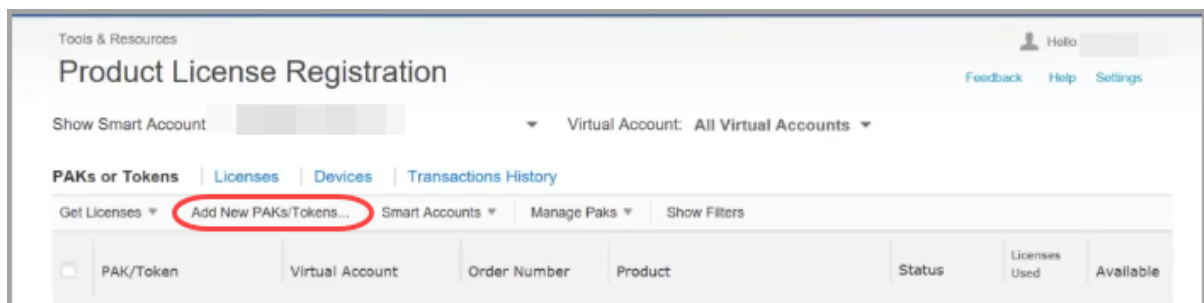 Tools & Resources
Hello
Product License Registration
Feedback Help Settings
Show Smart Account Virtual Account: All Virtual Accounts
PAKs or Tokens Licenses Devices Transactions History
Get Licenses Add New PAKs/Tokens... Smart Accounts Manage Paks Show Filters
PAK/Token Virtual Account Order Number Product Status Licenses Used Available